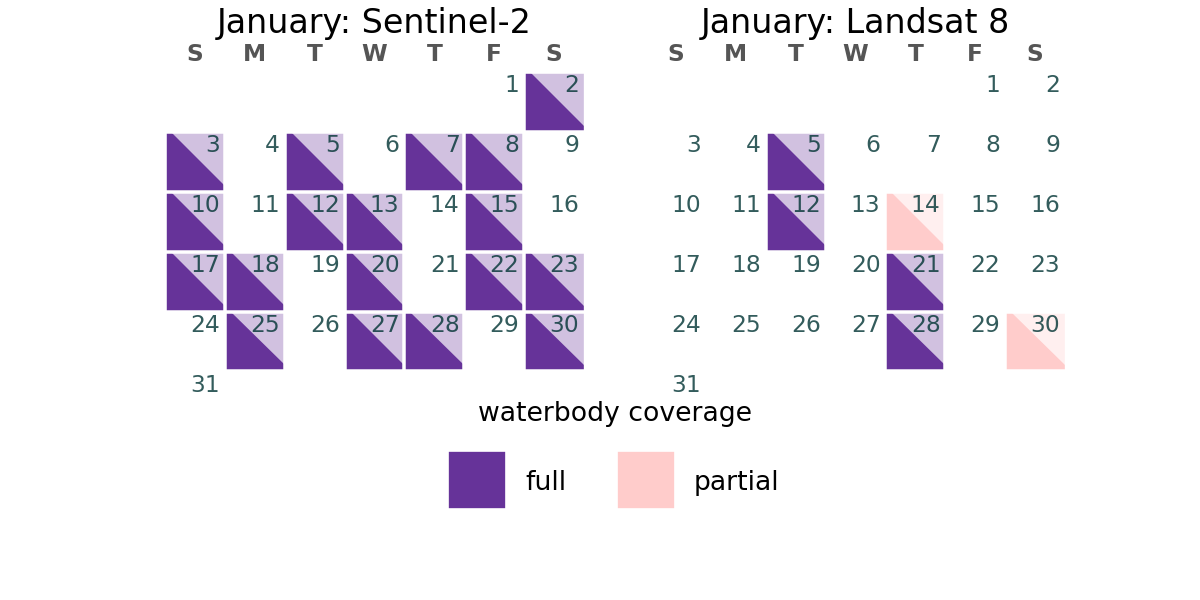 January: Sentinel-2
S M T W T F S
1 2
3 4 5 6 7 8 9
10 11 12 13 14 15 16
17 18 19 20 21 22 23
24 25 26 27 28 29 30
31
January: Landsat 8
S M T W T F S
1 2
3 4 5 6 7 8 9
10 11 12 13 14 15 16
17 18 19 20 21 22 23
24 25 26 27 28 29 30
31
waterbody coverage
full partial